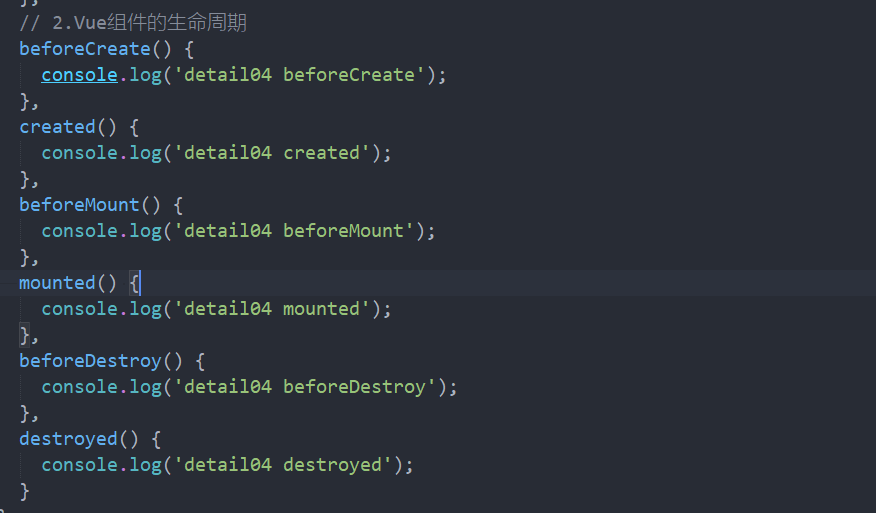 },
// 2.Vue组件的生命周期
beforeCreate() {
  console.log('detail04 beforeCreate');
},
created() {
  console.log('detail04 created');
},
beforeMount() {
  console.log('detail04 beforeMount');
},
mounted() {
  console.log('detail04 mounted');
},
beforeDestroy() {
  console.log('detail04 beforeDestroy');
},
destroyed() {
  console.log('detail04 destroyed');
}